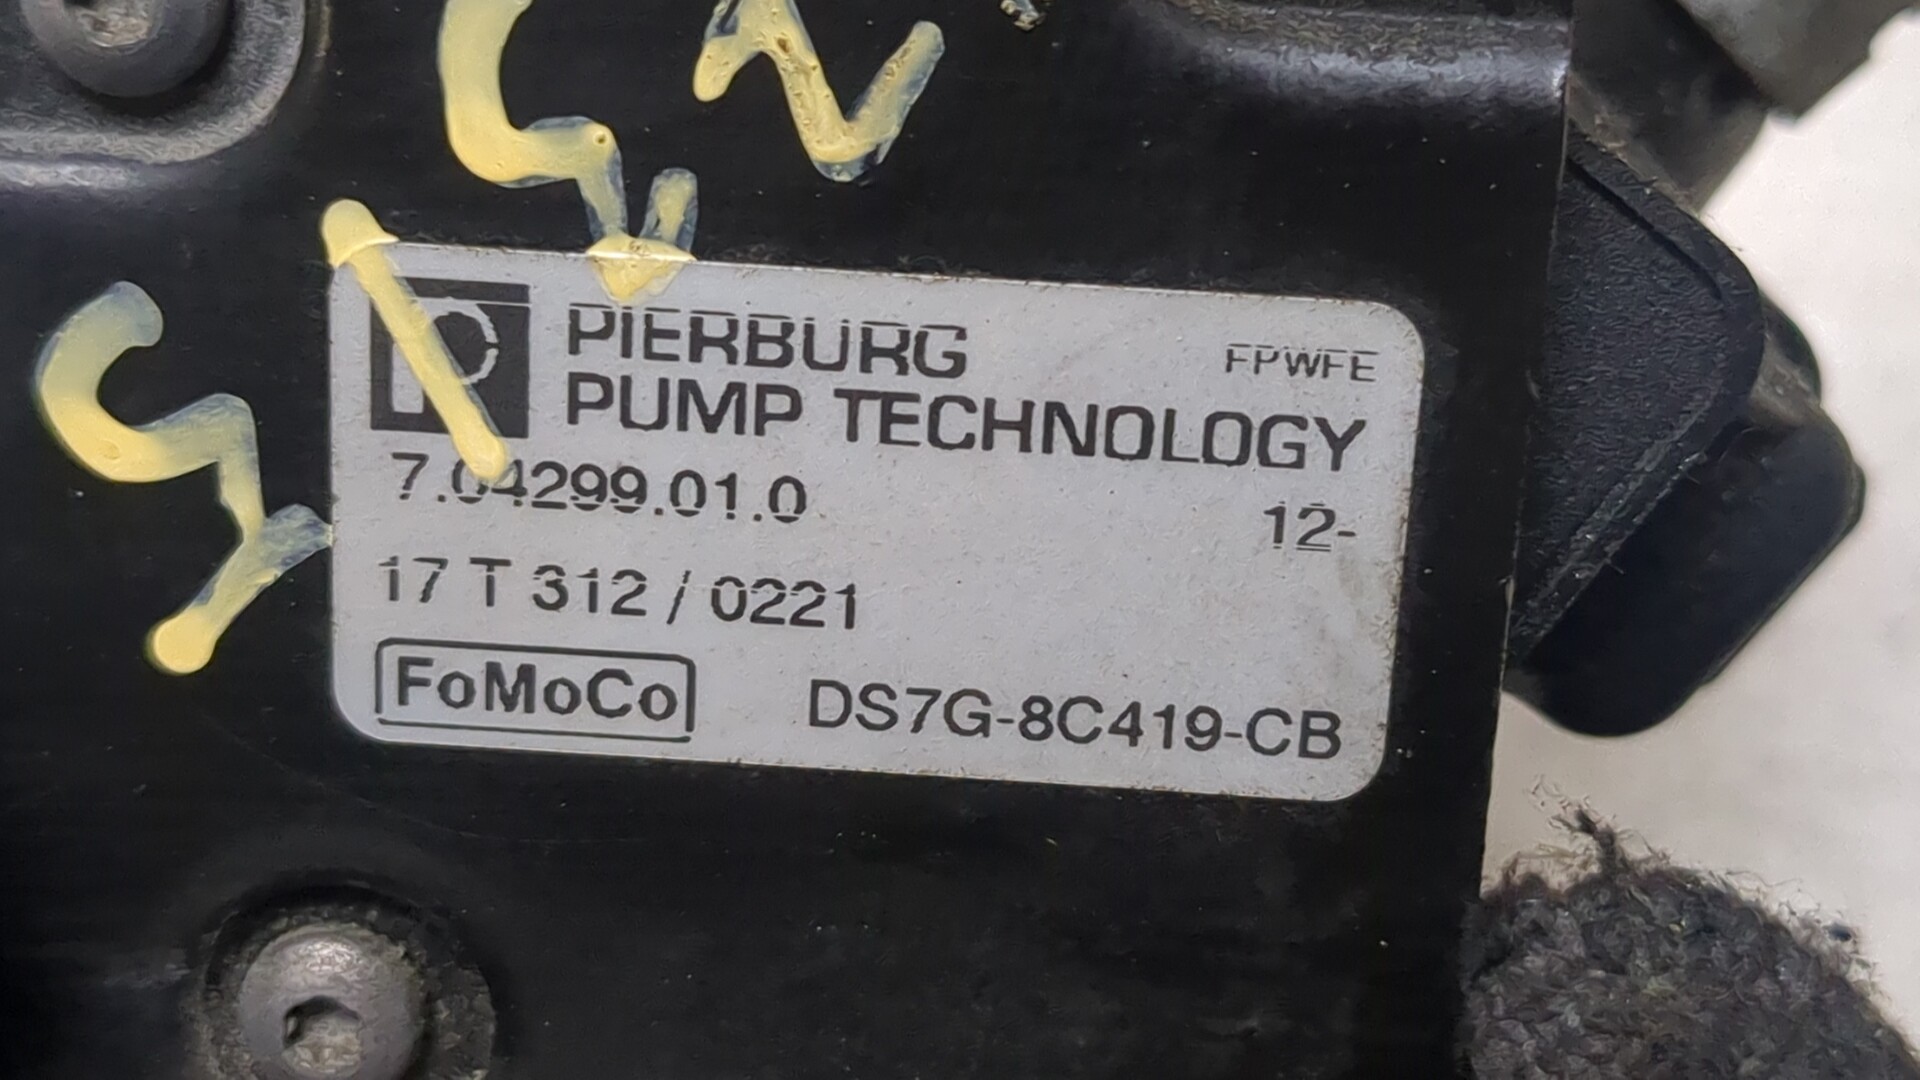 PIERBURG FPWFE
PUMP TECHNOLOGY
7.04299.01.0 12-
17 T 312 / 0221
FoMoCo DS7G-8C419-CB